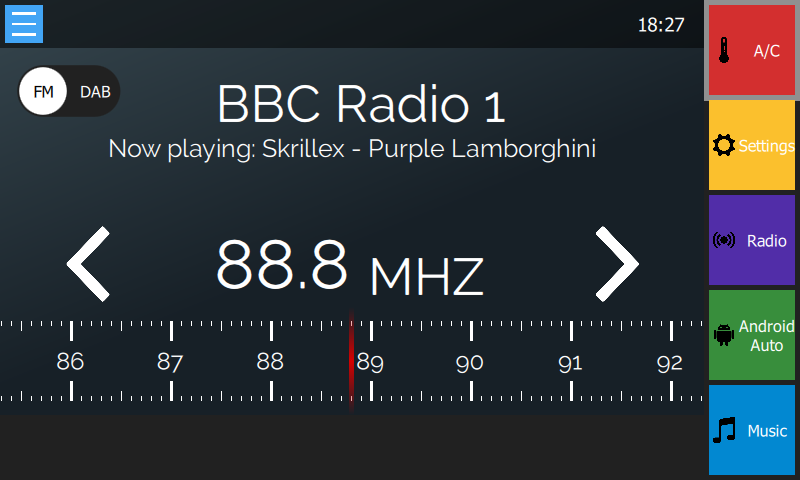 18:27
FM DAB
BBC Radio 1
Now playing: Skrillex - Purple Lamborghini
88.8 MHZ
86 87 88 89 90 91 92
A/C
Settings
Radio
Android
Auto
Music